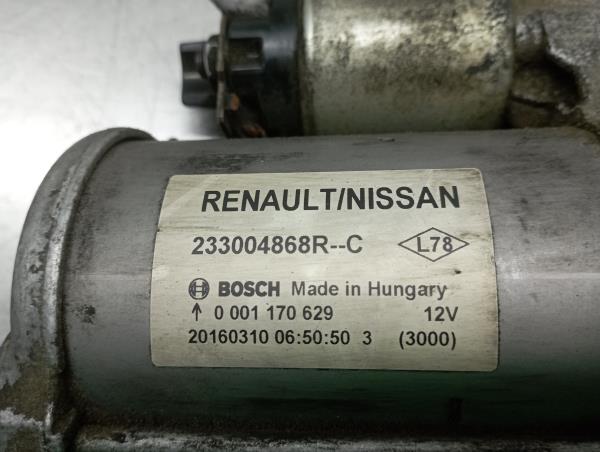 RENAULT/NISSAN
233004868R--C L78
BOSCH Made in Hungary
↑ 0 001 170 629 12V
20160310 06:50:50 3 (3000)